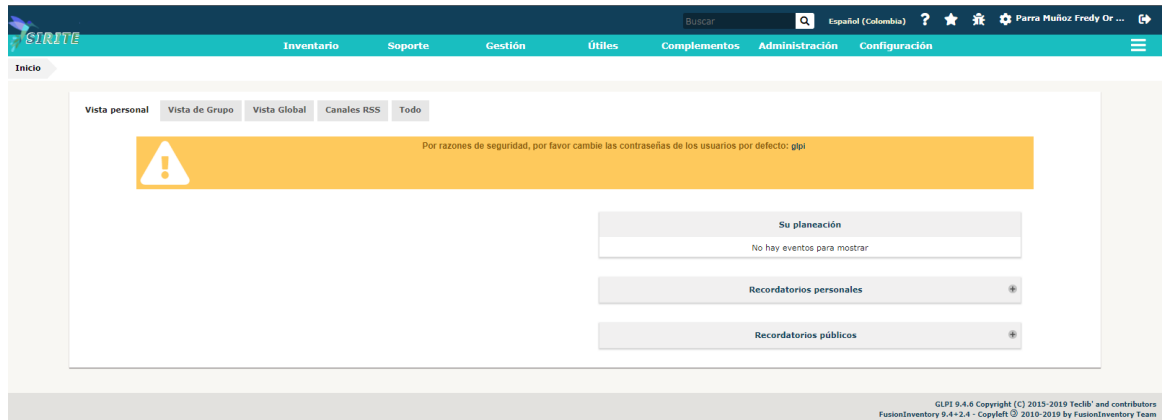 SIRITE
Buscar Español (Colombia) ? Parra Muñoz Fredy Or ...
Inventario Soporte Gestión Útiles Complementos Administración Configuración
Inicio
Vista personal Vista de Grupo Vista Global Canales RSS Todo
Por razones de seguridad, por favor cambie las contraseñas de los usuarios por defecto: glpi
Su planeación
No hay eventos para mostrar
Recordatorios personales
Recordatorios públicos
GLPI 9.4.6 Copyright (C) 2015-2019 Teclib' and contributors
FusionInventory 9.4+2.4 - Copyleft 🄯 2010-2019 by FusionInventory Team